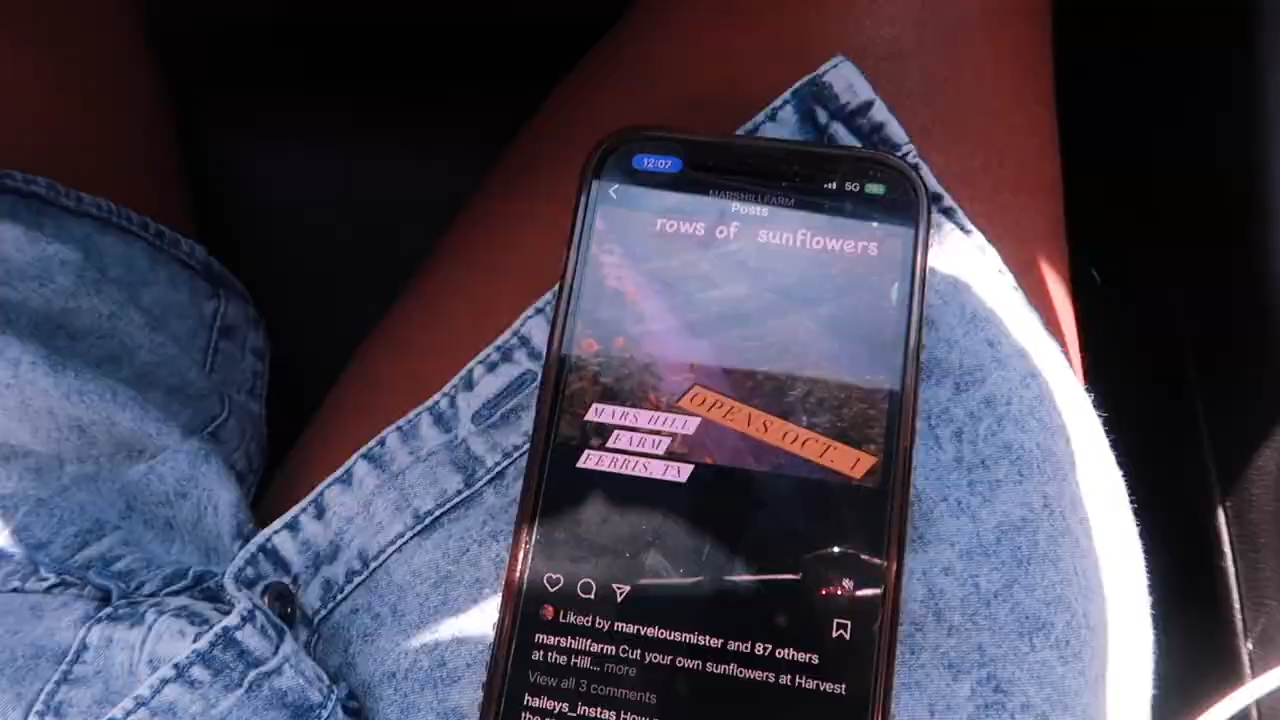 12:07
5G
MARSHILLFARM
Posts
rows of sunflowers
OPENS OCT. 1
MARS HILL
FARM
FERRIS, TX
Liked by marvelousmister and 87 others
marshillfarm Cut your own sunflowers at Harvest
at the Hill... more
View all 3 comments
haileys_instas How
the